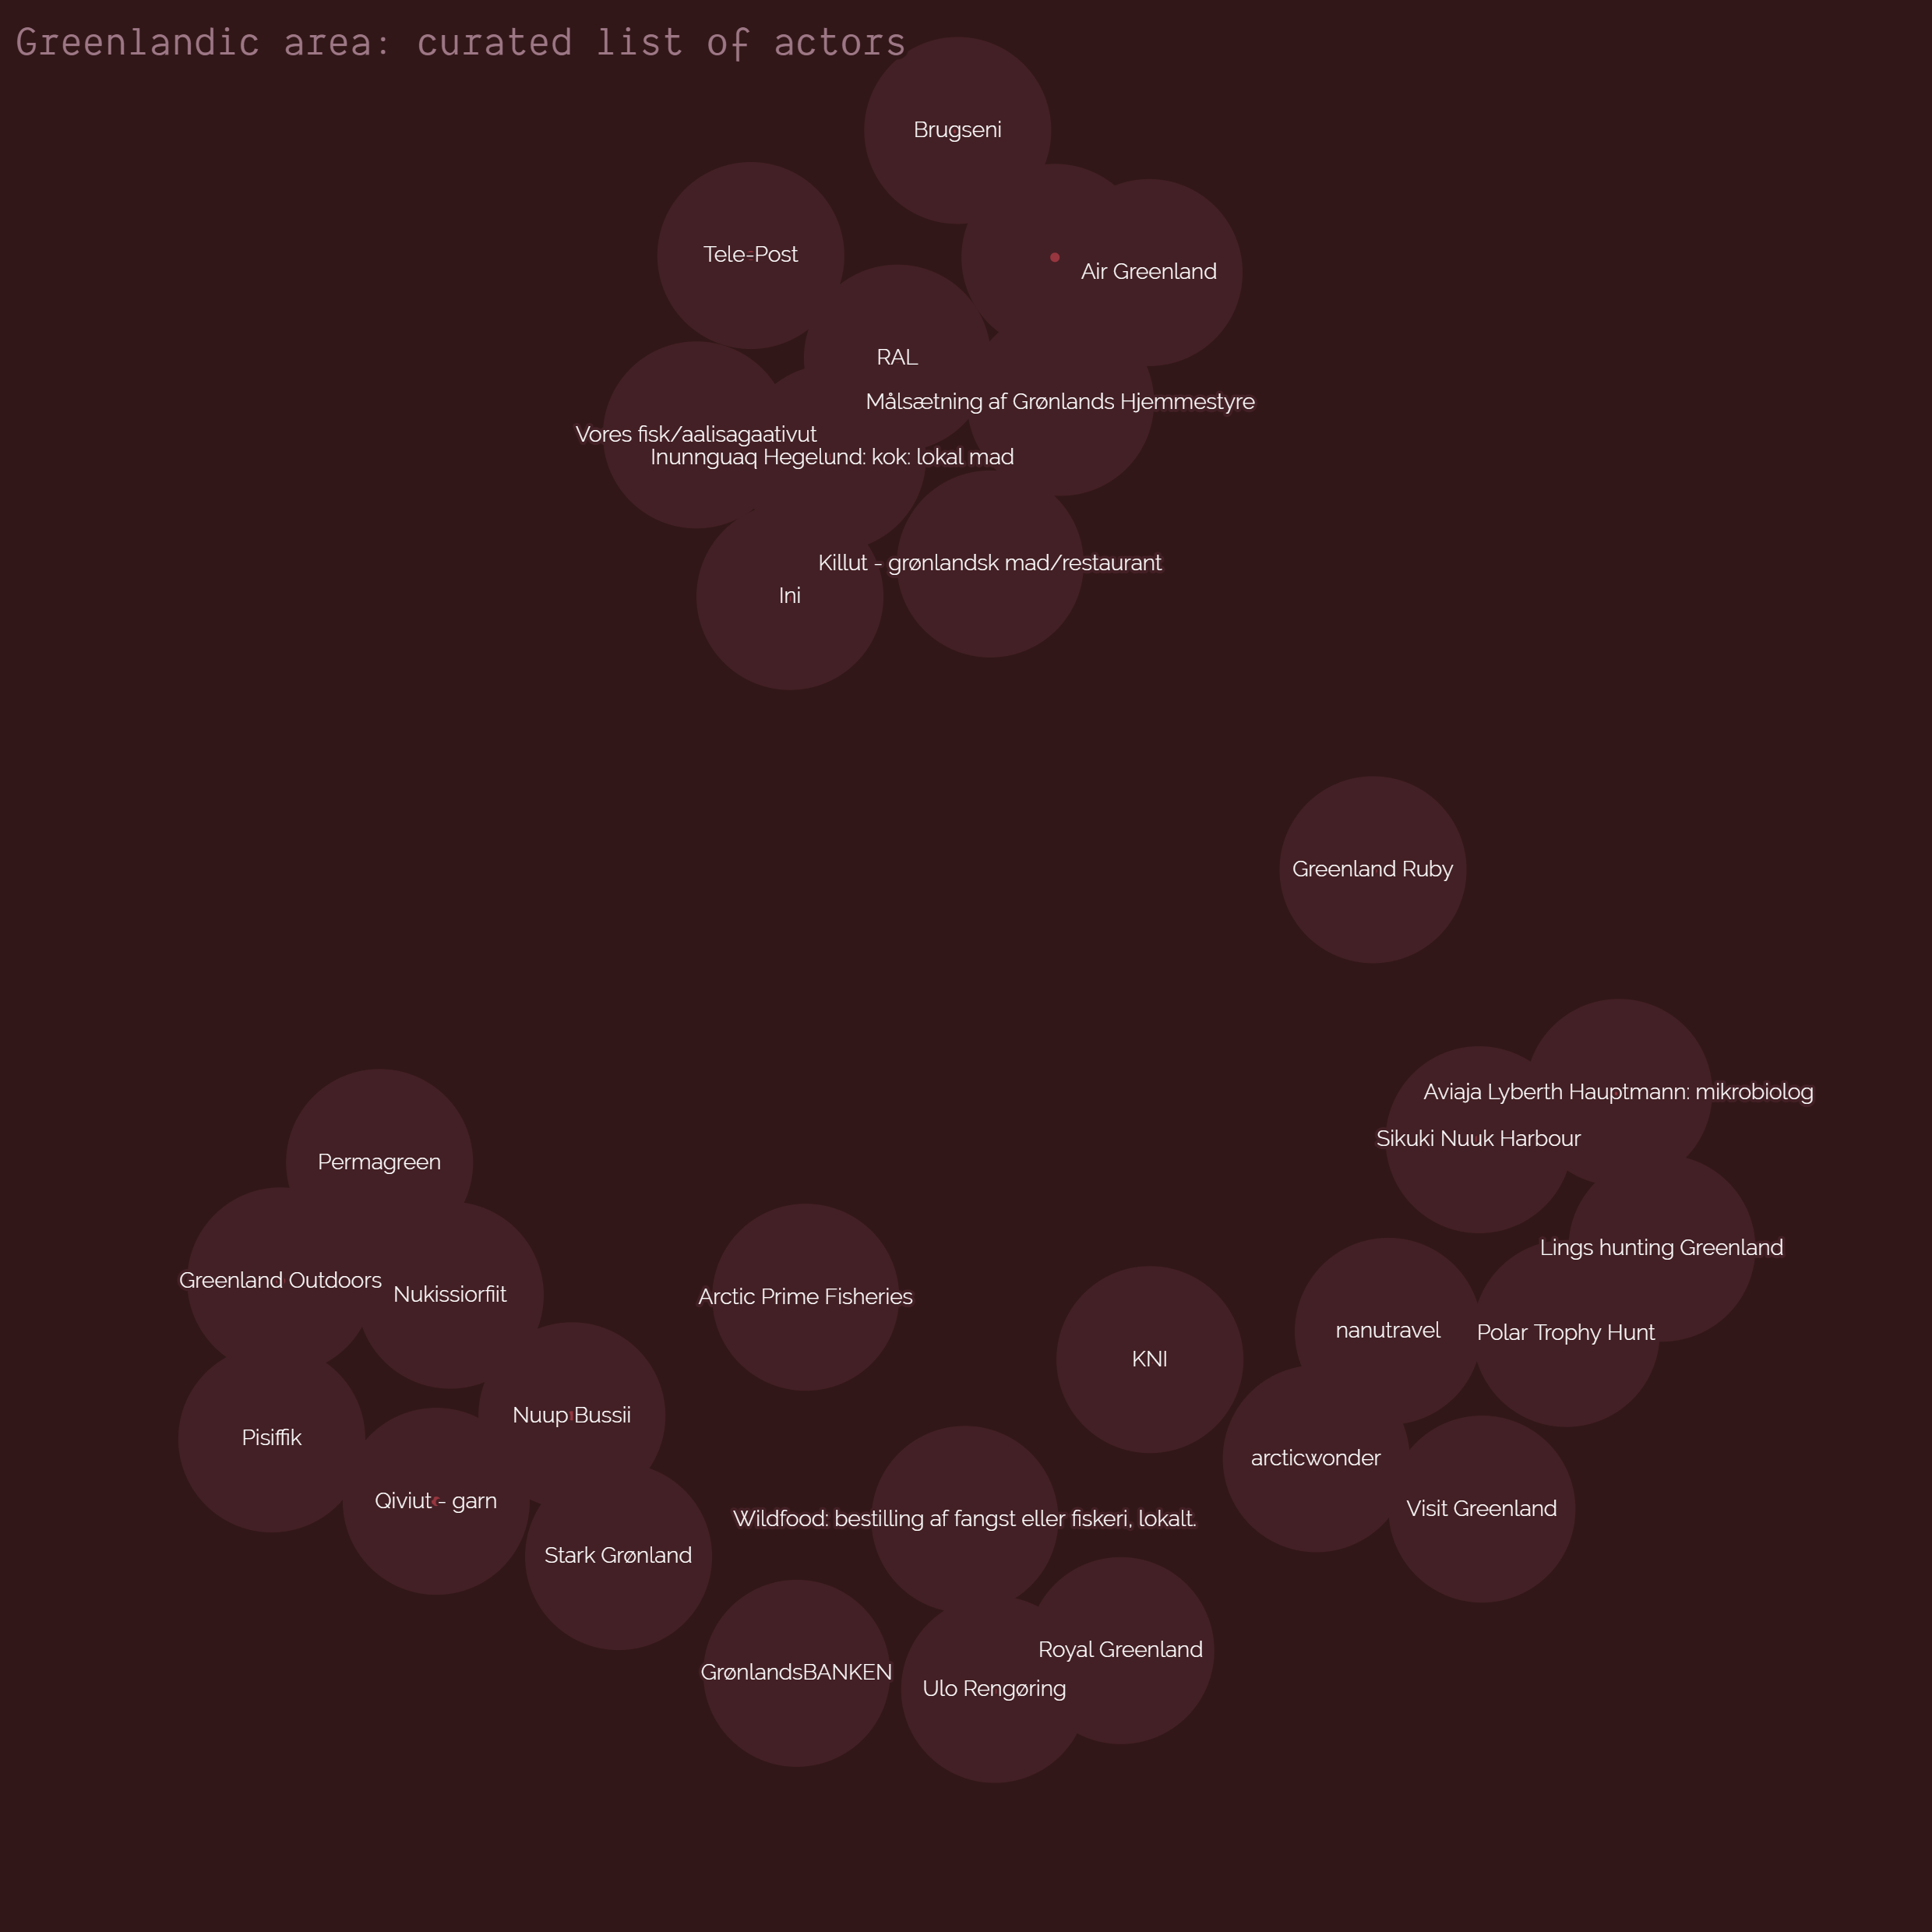 Greenlandic area: curated list of actors
Brugseni
Tele-Post
Air Greenland
RAL
Målsætning af Grønlands Hjemmestyre
Vores fisk/aalisagaativut
Inunnguaq Hegelund: kok: lokal mad
Killut - grønlandsk mad/restaurant
Ini
Greenland Ruby
Aviaja Lyberth Hauptmann: mikrobiolog
Sikuki Nuuk Harbour
Permagreen
Lings hunting Greenland
Greenland Outdoors
Nukissiorfiit
Arctic Prime Fisheries
nanutravel
Polar Trophy Hunt
KNI
Nuup Bussii
Pisiffik
arcticwonder
Qiviut - garn
Visit Greenland
Wildfood: bestilling af fangst eller fiskeri, lokalt.
Stark Grønland
Royal Greenland
GrønlandsBANKEN
Ulo Rengøring